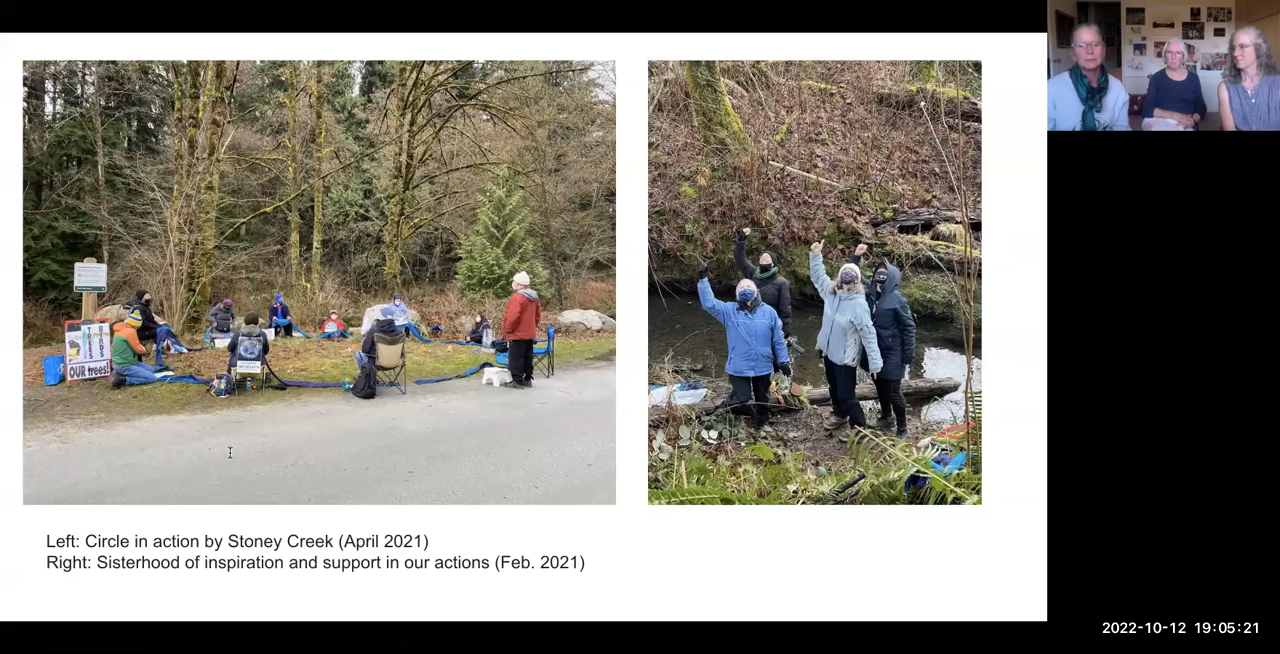 OUR trees!
Left: Circle in action by Stoney Creek (April 2021)
Right: Sisterhood of inspiration and support in our actions (Feb. 2021)
2022-10-12 19:05:21